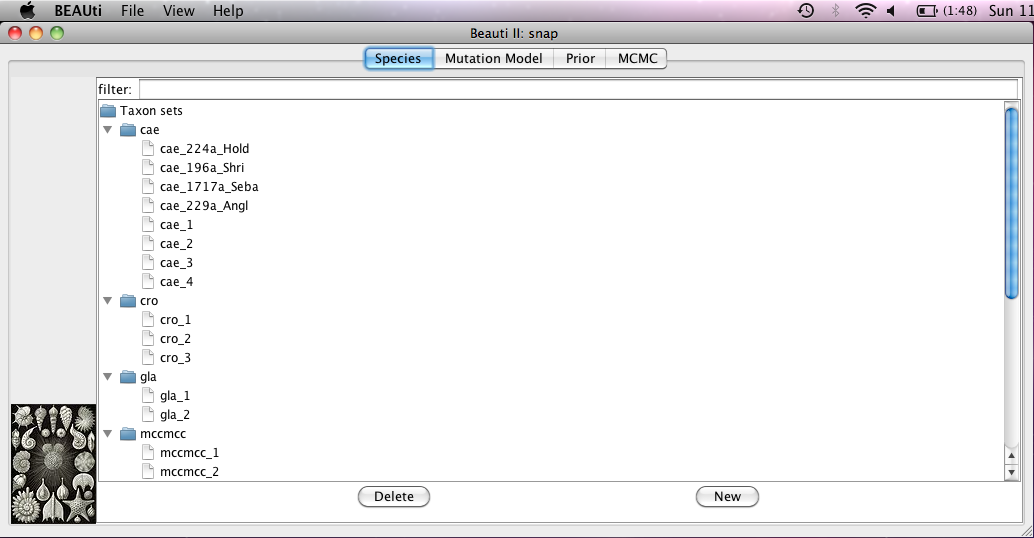 BEAUti File View Help (1:48) Sun 11
Beauti II: snap
Species Mutation Model Prior MCMC
filter:
Taxon sets
cae
cae_224a_Hold
cae_196a_Shri
cae_1717a_Seba
cae_229a_Angl
cae_1
cae_2
cae_3
cae_4
cro
cro_1
cro_2
cro_3
gla
gla_1
gla_2
mccmcc
mccmcc_1
mccmcc_2
Delete New